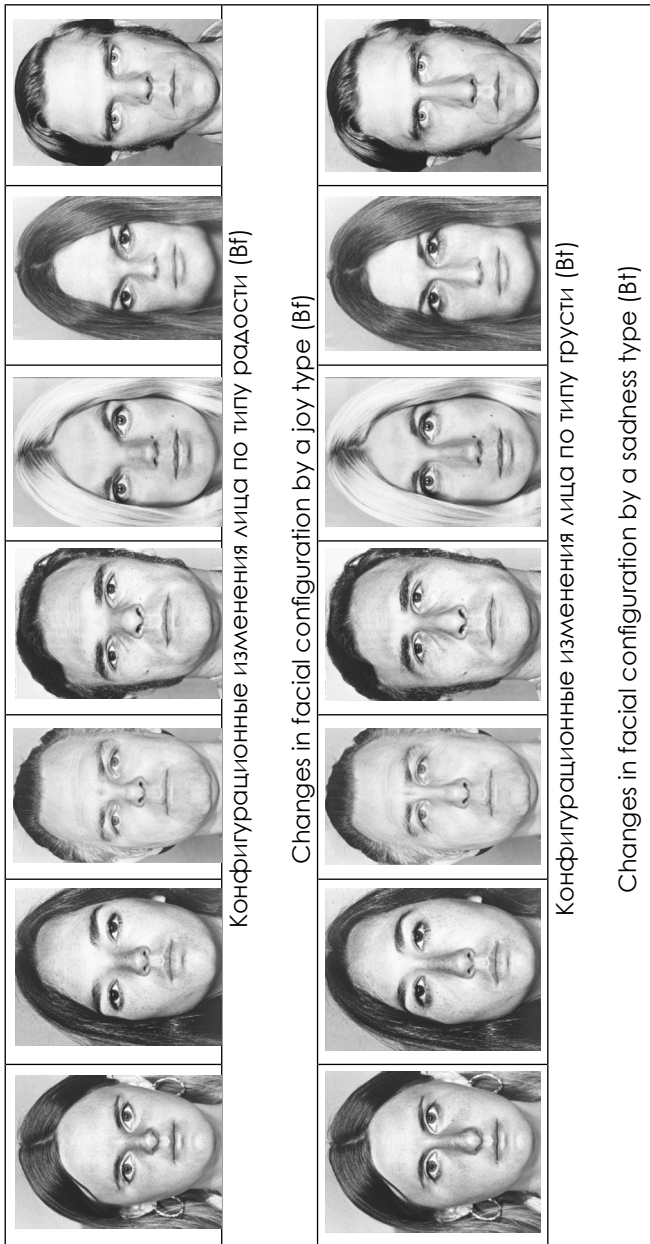 Конфигурационные изменения лица по типу радости (Bf)
Changes in facial configuration by a joy type (Bf)
Конфигурационные изменения лица по типу грусти (Bt)
Changes in facial configuration by a sadness type (Bt)